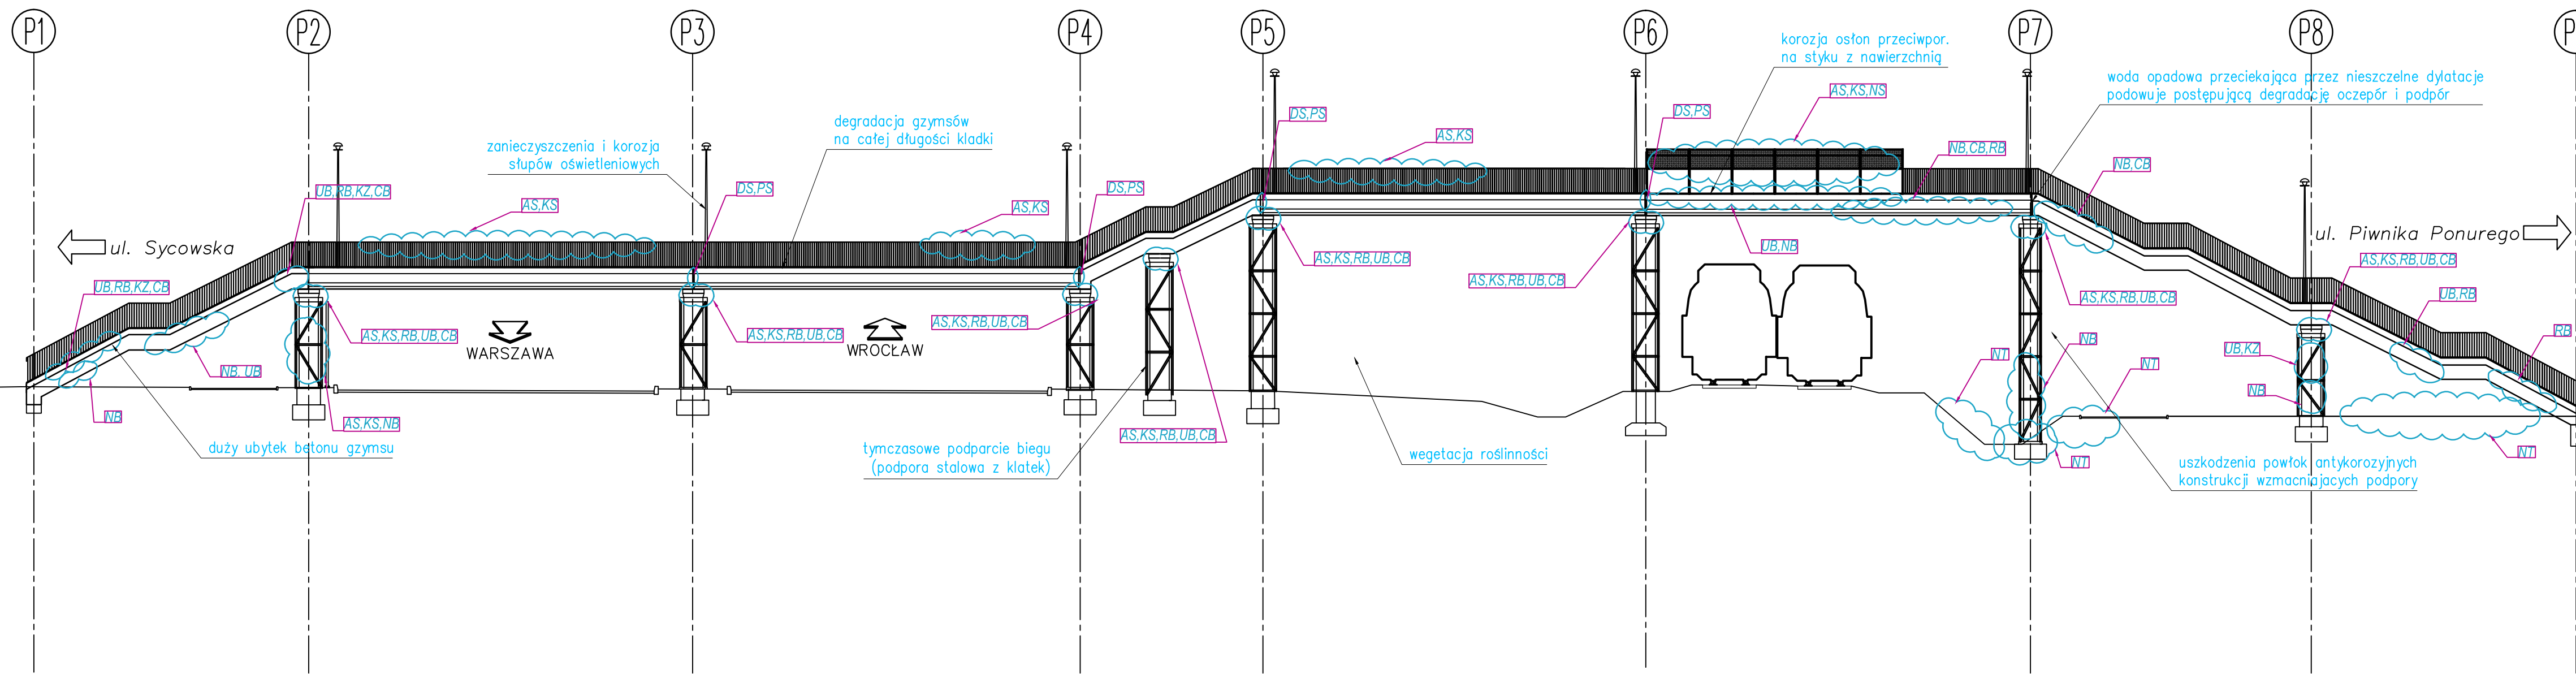 P1
P2
P3
P4
P5
P6
P7
P8
P
korozja osłon przeciwpor.
na styku z nawierzchnią
woda opadowa przeciekająca przez nieszczelne dylatacje
podowuje postępującą degradację oczepór i podpór
AS,KS,NS
DS,PS
DS,PS
degradacja gzymsów
na całej długości kładki
AS,KS
zanieczyszczenia i korozja
słupów oświetleniowych
NB,CB,RB
NB,CB
UB,RB,KZ,CB
DS,PS
DS,PS
AS,KS
AS,KS
ul. Sycowska
ul. Piwnika Ponurego
UB,NB
AS,KS,RB,UB,CB
AS,KS,RB,UB,CB
AS,KS,RB,UB,CB
UB,RB,KZ,CB
UB,RB
AS,KS,RB,UB,CB
AS,KS,RB,UB,CB
AS,KS,RB,UB,CB
AS,KS,RB,UB,CB
RB
WARSZAWA
WROCŁAW
NB
UB,KZ
NT
NT
NB. UB
NB
NB
AS,KS,NB
AS,KS,RB,UB,CB
duży ubytek betonu gzymsu
tymczasowe podparcie biegu
(podpora stalowa z klatek)
wegetacja roślinności
NT
NT
uszkodzenia powłok antykorozyjnych
konstrukcji wzmacniajacych podpory